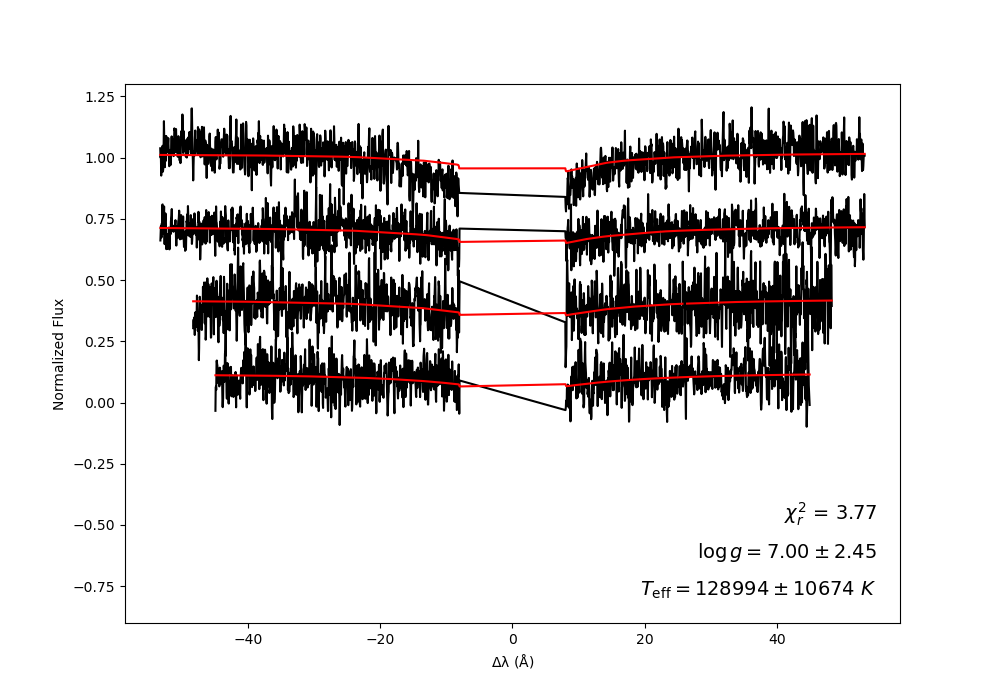 1.25
1.00
0.75
0.50
0.25
0.00
−0.25
−0.50
−0.75
Normalized Flux
χ²ᵣ = 3.77
log g = 7.00 ± 2.45
T_eff = 128994 ± 10674 K
−40
−20
0
20
40
Δλ (Å)